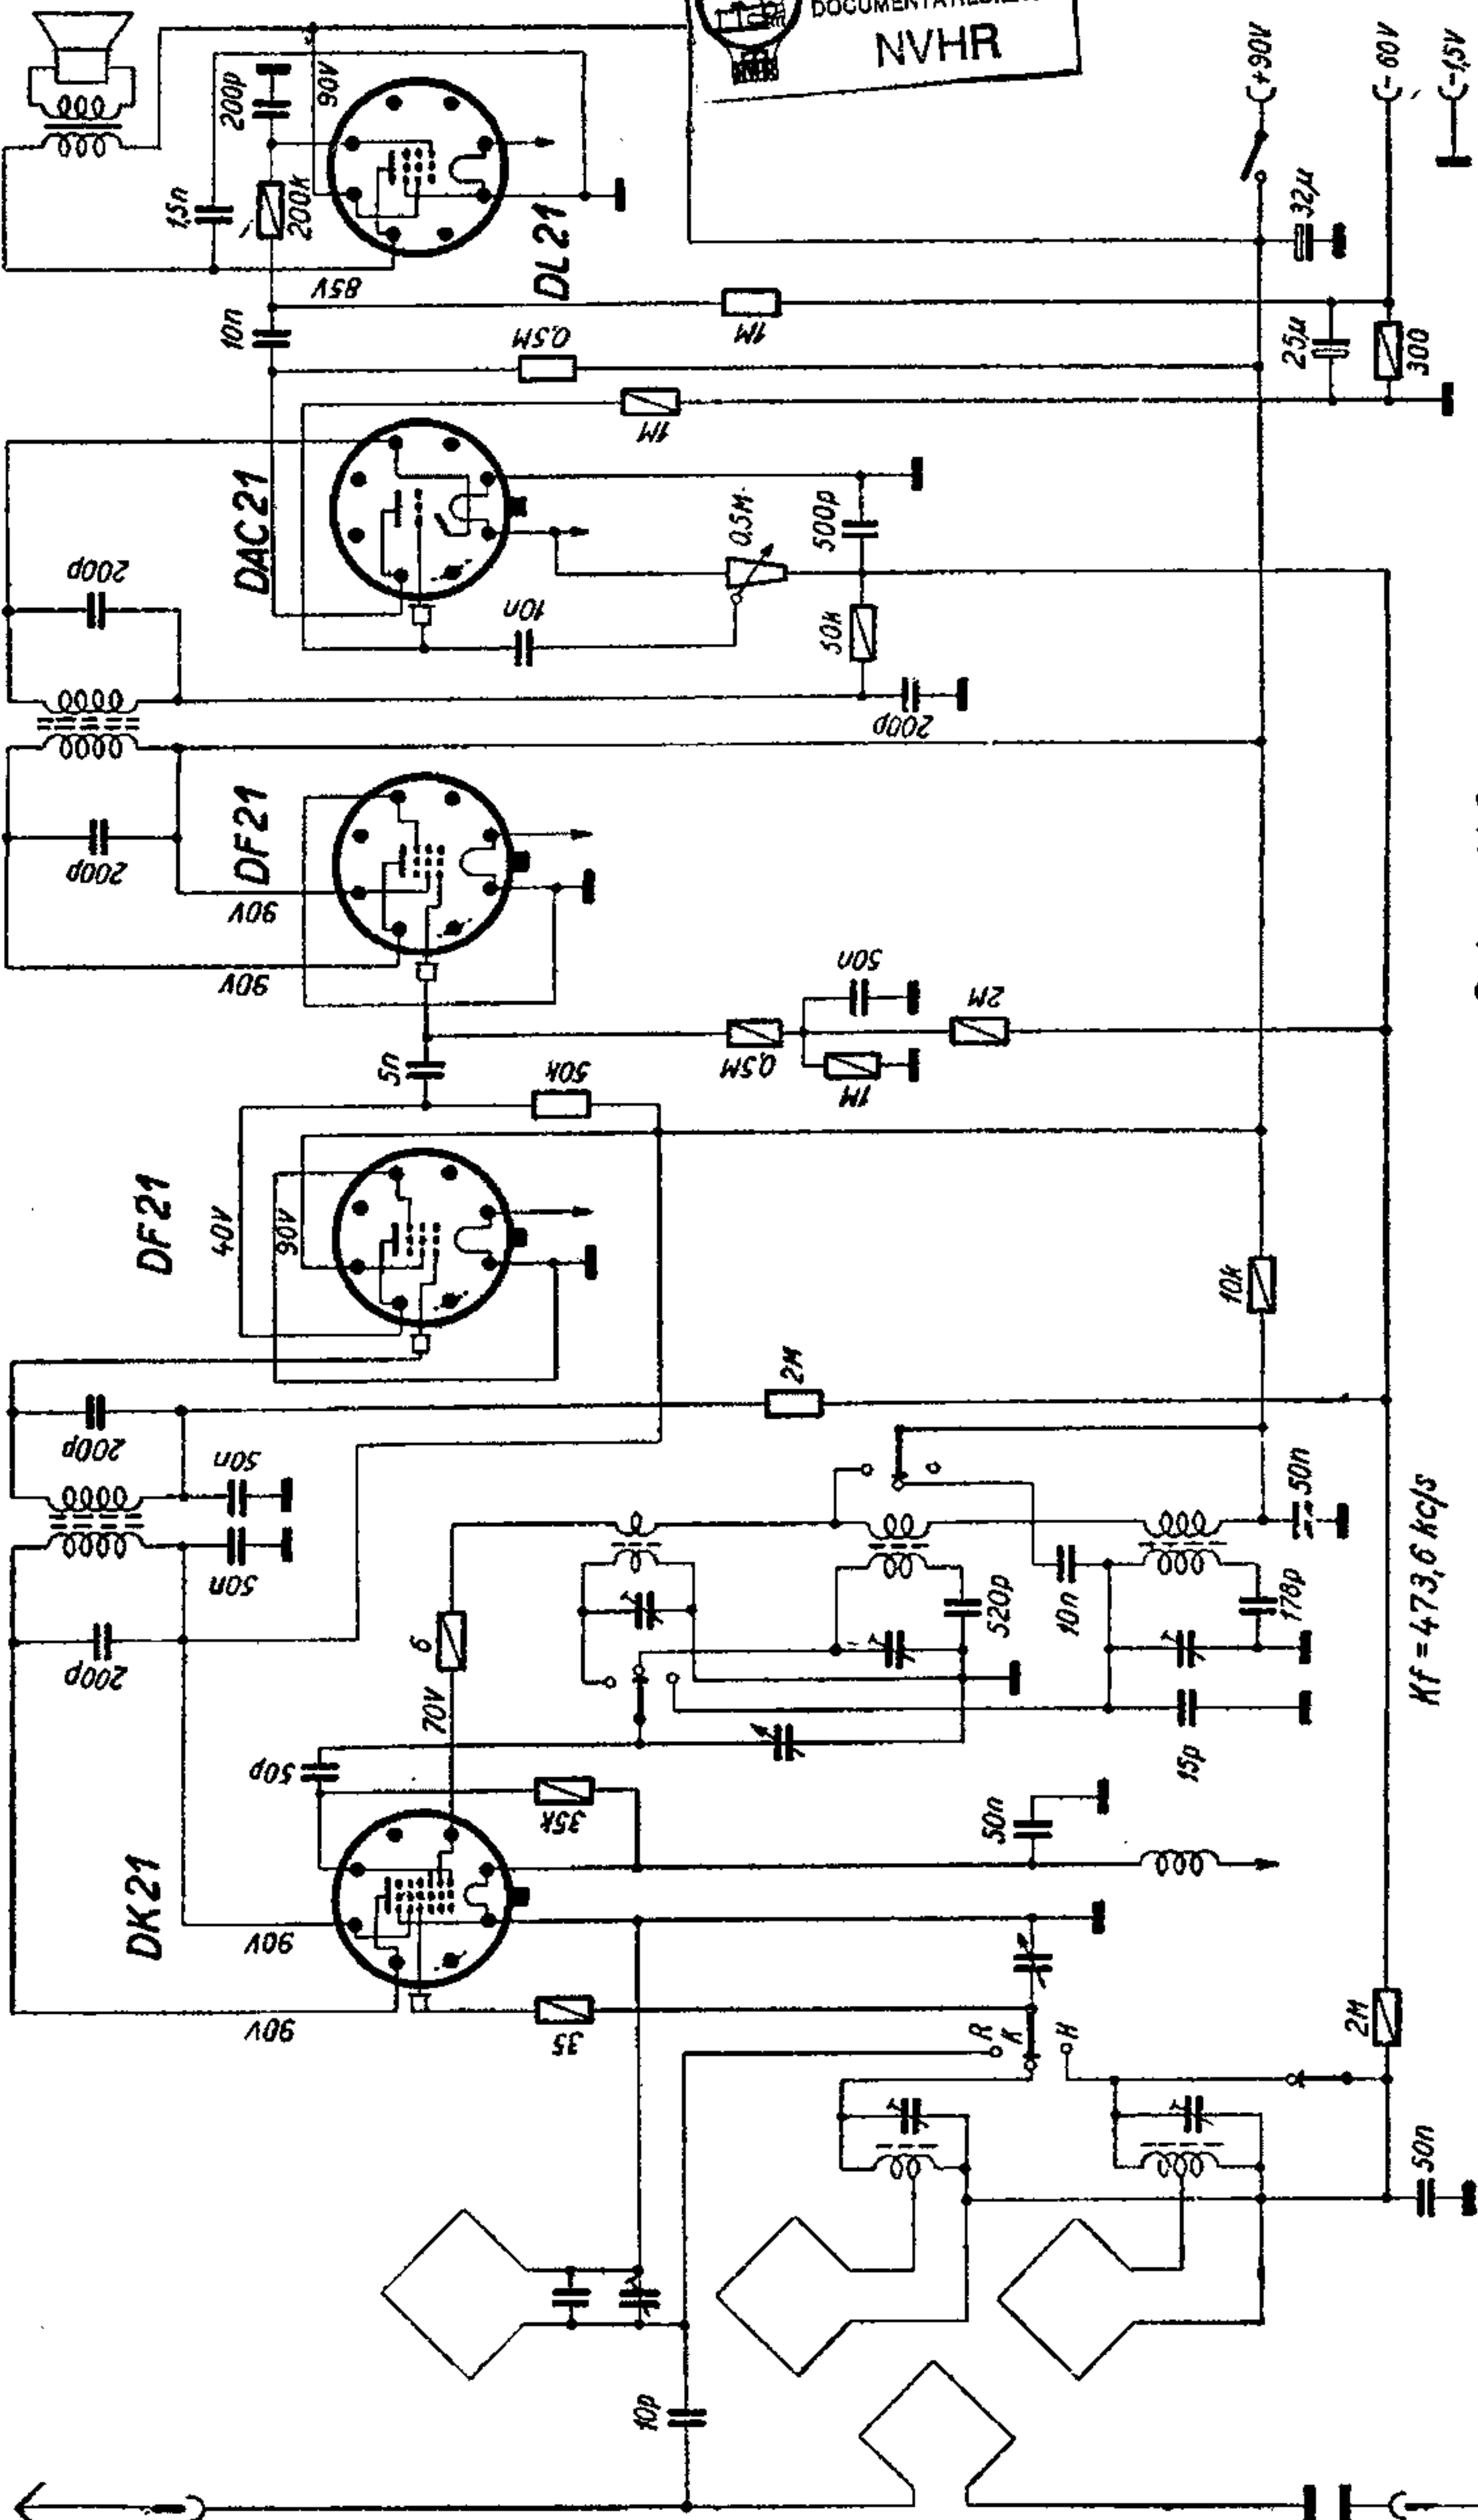 DOCUMENTATIEDIENST
NVHR
200p
90V
1,5n
200k
85V
DL21
10n
0,5M
1M
1M
+90V
- 60V
-1,5V
32µ
25µ
300
DAC21
200p
10n
0,5M
500p
50k
200p
DF21
200p
90V
90V
50n
0,5M
2M
1M
5n
50k
DF21
40V
90V
10k
2M
200p
50n
50n
200p
6
70V
50p
35k
520p
10n
178p
50n
15p
50n
Kf = 473,6 kc/s
DK21
90V
90V
35
R
K
H
2M
50n
10p